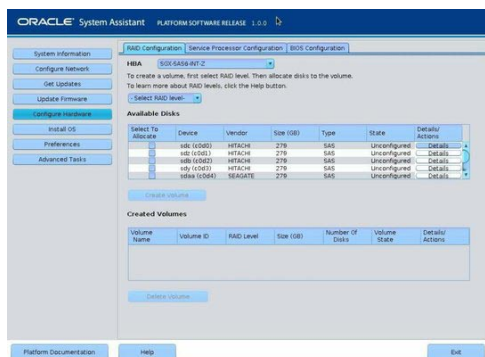 ORACLE® System Assistant PLATFORM SOFTWARE RELEASE 1.0.0
System Information
Configure Network
Get Updates
Update Firmware
Configure Hardware
Install OS
Preferences
Advanced Tasks
RAID Configuration Service Processor Configuration BIOS Configuration
HBA SGX-SAS6-INT-Z
To create a volume, first select RAID level. Then allocate disks to the volume.
To learn more about RAID levels, click the Help button.
- Select RAID level-
Available Disks
Select To Allocate Device Vendor Size (GB) Type State Details/ Actions
sdc (c0d0) HITACHI 279 SAS Unconfigured Details
sdz (c0d1) HITACHI 279 SAS Unconfigured Details
sdb (c0d2) HITACHI 279 SAS Unconfigured Details
sdy (c0d3) HITACHI 279 SAS Unconfigured Details
sdaa (c0d4) SEAGATE 279 SAS Unconfigured Details
Create Volume
Created Volumes
Volume Name Volume ID RAID Level Size (GB) Number Of Disks Volume State Details/ Actions
Delete Volume
Platform Documentation Help Exit